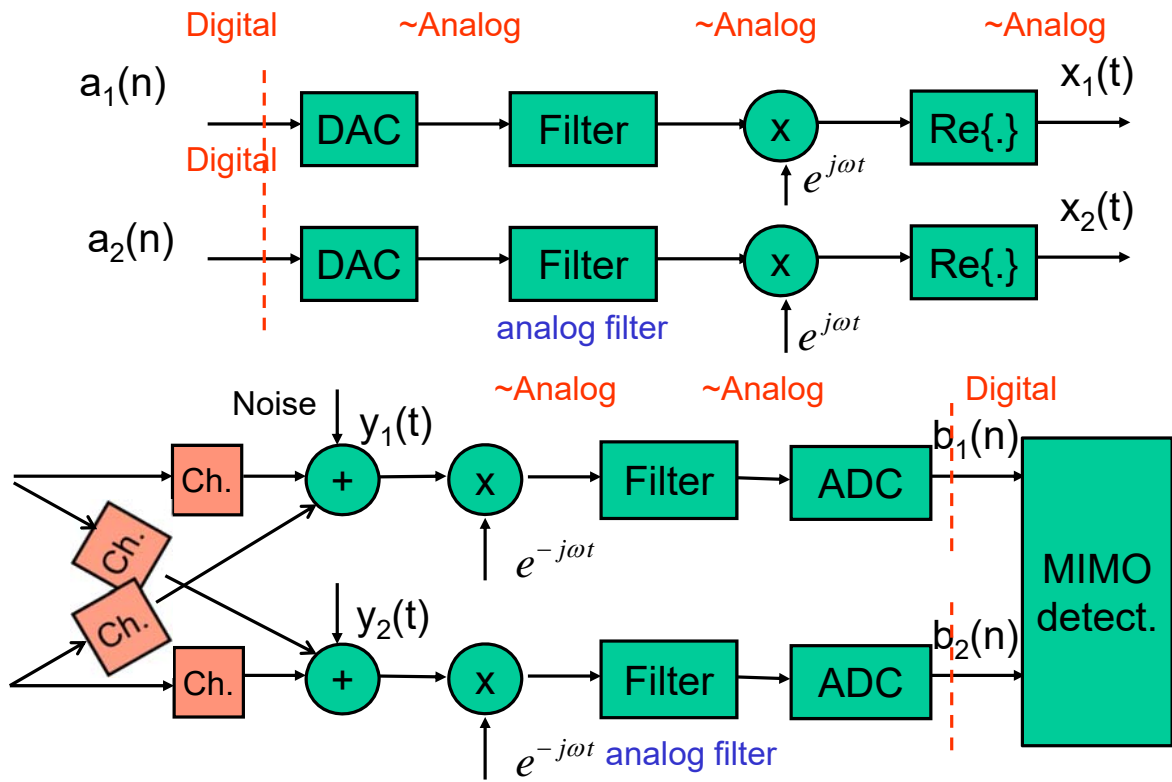 Digital ~Analog ~Analog ~Analog
a₁(n) x₁(t)
DAC Filter x Re{.}
Digital
e^{jωt}
a₂(n) x₂(t)
DAC Filter x Re{.}
analog filter e^{jωt}
~Analog ~Analog Digital
Noise y₁(t) b₁(n)
Ch. + x Filter ADC
Ch.
e^{-jωt}
MIMO
detect.
Ch.
y₂(t) b₂(n)
Ch. + x Filter ADC
e^{-jωt} analog filter